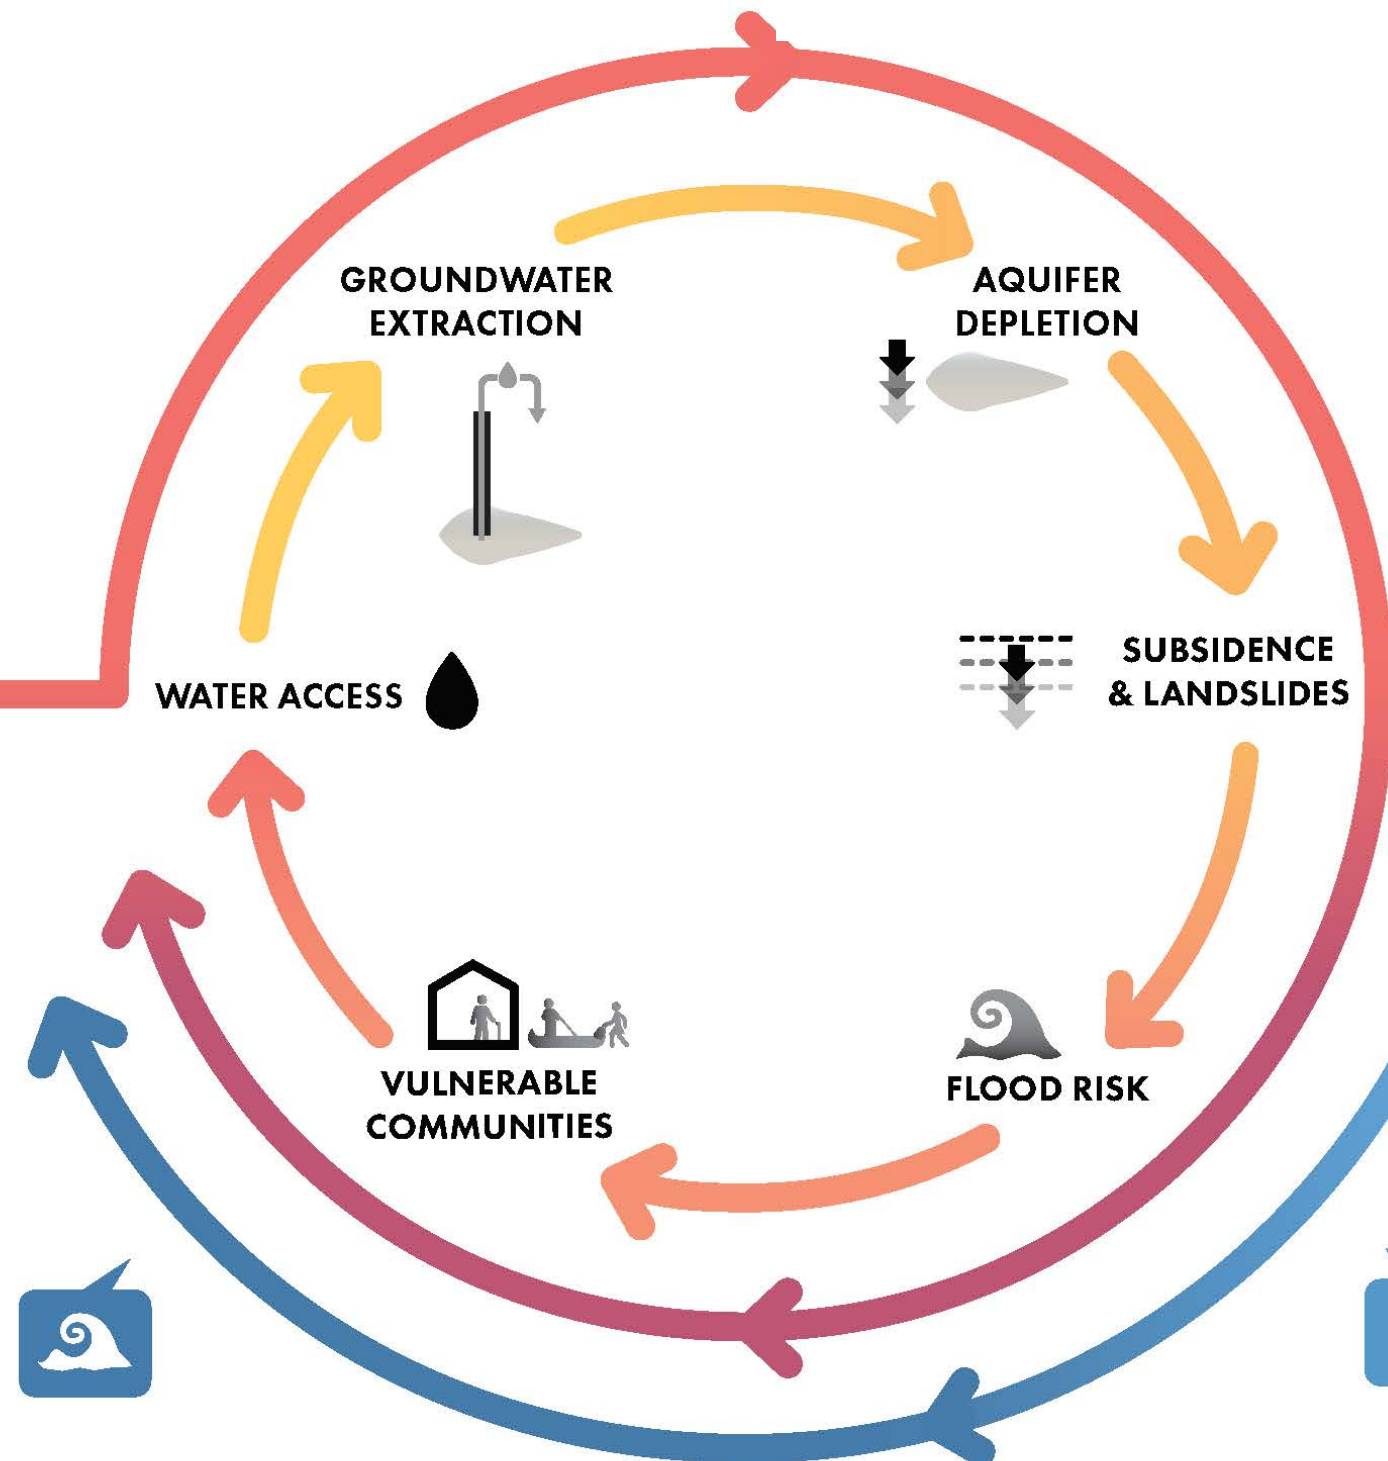 GROUNDWATER
EXTRACTION
AQUIFER
DEPLETION
SUBSIDENCE
& LANDSLIDES
WATER ACCESS
FLOOD RISK
VULNERABLE
COMMUNITIES